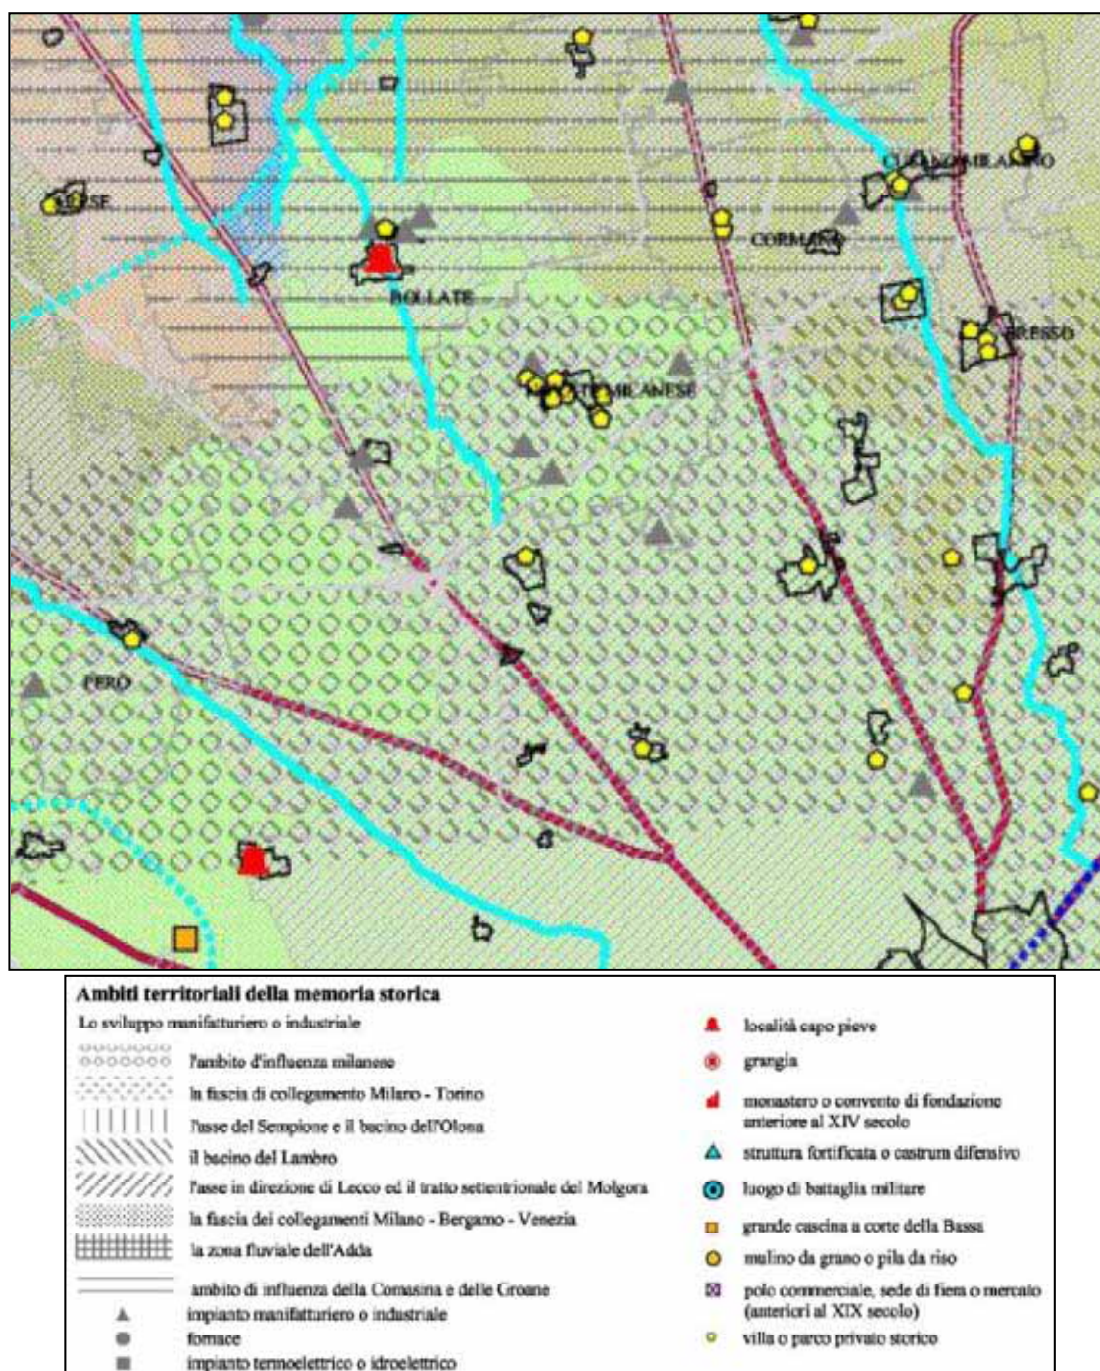 CUSANO MILANINO
CORMANO
BOLLATE
BRESSO
MILANESE
PERO
Ambiti territoriali della memoria storica
Lo sviluppo manifatturiero o industriale
l'ambito d'influenza milanese
la fascia di collegamento Milano - Torino
l'asse del Sempione e il bacino dell'Olona
il bacino del Lambro
l'asse in direzione di Lecco ed il tratto settentrionale del Molgora
la fascia dei collegamenti Milano - Bergamo - Venezia
la zona fluviale dell'Adda
ambito di influenza della Comasina e delle Groane
impianto manifatturiero o industriale
fornace
impianto termoelettrico o idroelettrico
località capo pieve
grangia
monastero o convento di fondazione
anteriore al XIV secolo
struttura fortificata o castrum difensivo
luogo di battaglia militare
grande cascina a corte della Bassa
mulino da grano o pila da riso
polo commerciale, sede di fiera o mercato
(anteriori al XIX secolo)
villa o parco privato storico